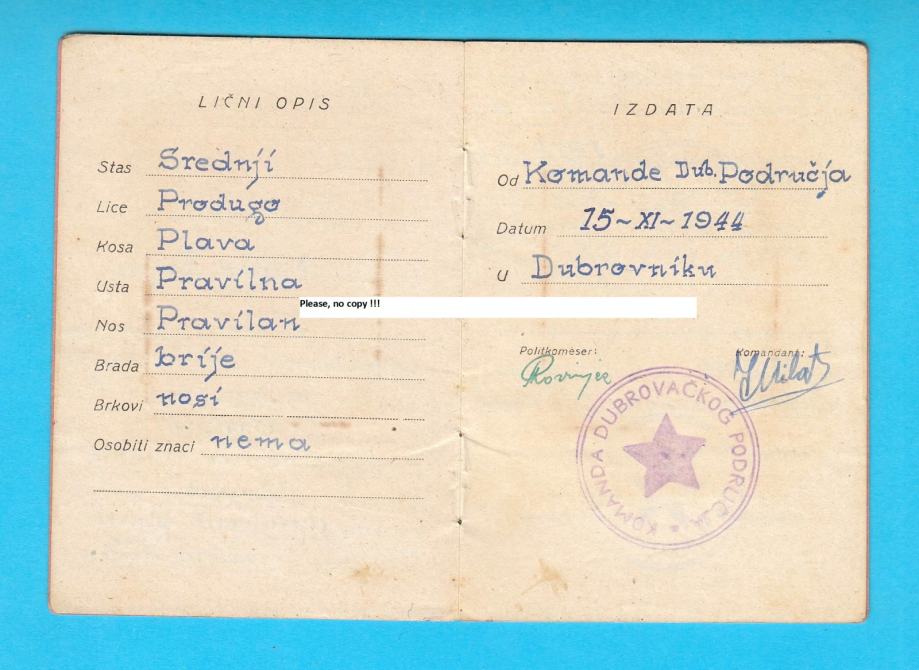 LIČNI OPIS
Stas Srednji
Lice Produgo
Kosa Plava
Usta Pravilna
Nos Pravilan
Brada brije
Brkovi nosi
Osobiti znaci nema
Please, no copy !!!
IZDATA
Od Komande Dub. Područja
Datum 15~XI~1944
U Dubrovniku
Politkomesar:
Komandant:
KOMANDA DUBROVAČKOG PODRUČJA